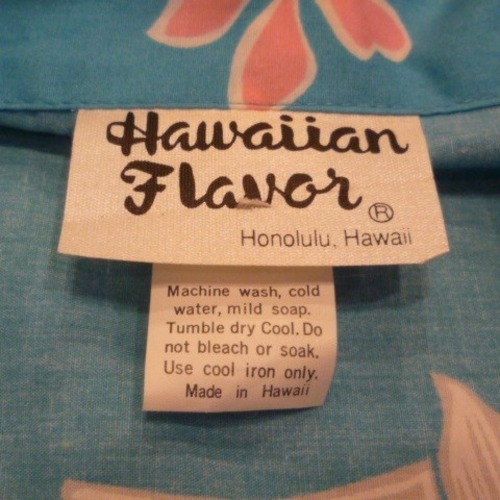 Hawaiian
Flavor ®
Honolulu, Hawaii
Machine wash, cold
water, mild soap.
Tumble dry Cool. Do
not bleach or soak.
Use cool iron only.
Made in Hawaii